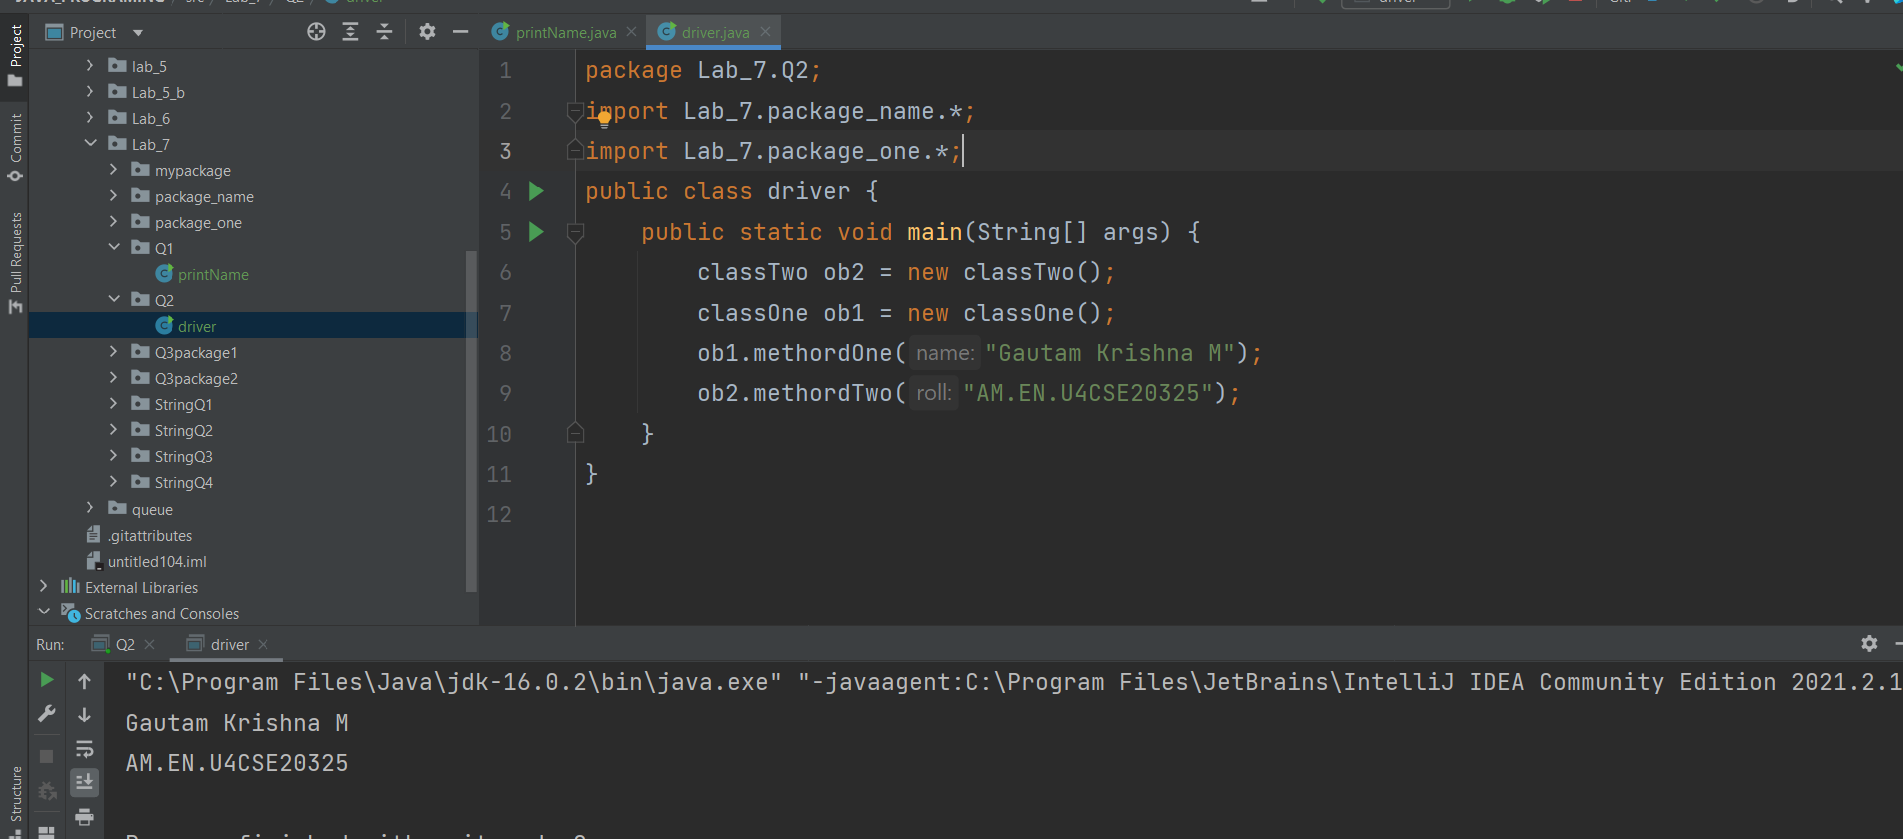 Project
printName.java
driver.java
Project
Commit
Pull Requests
Structure
lab_5
Lab_5_b
Lab_6
Lab_7
mypackage
package_name
package_one
Q1
printName
Q2
driver
Q3package1
Q3package2
StringQ1
StringQ2
StringQ3
StringQ4
queue
.gitattributes
untitled104.iml
External Libraries
Scratches and Consoles
1 package Lab_7.Q2;
2 import Lab_7.package_name.*;
3 import Lab_7.package_one.*;
4 public class driver {
5 public static void main(String[] args) {
6 classTwo ob2 = new classTwo();
7 classOne ob1 = new classOne();
8 ob1.methordOne( name: "Gautam Krishna M");
9 ob2.methordTwo( roll: "AM.EN.U4CSE20325");
10 }
11 }
12
Run: Q2 driver
"C:\Program Files\Java\jdk-16.0.2\bin\java.exe" "-javaagent:C:\Program Files\JetBrains\IntelliJ IDEA Community Edition 2021.2.1
Gautam Krishna M
AM.EN.U4CSE20325